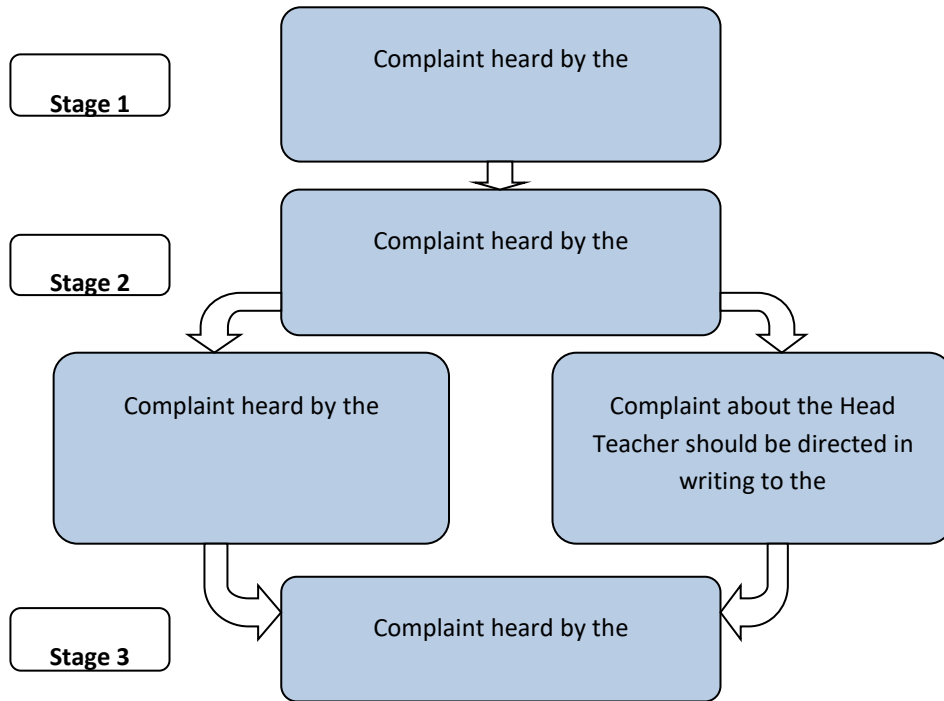 Complaint heard by the
Stage 1
Complaint heard by the
Stage 2
Complaint heard by the
Complaint about the Head
Teacher should be directed in
writing to the
Complaint heard by the
Stage 3